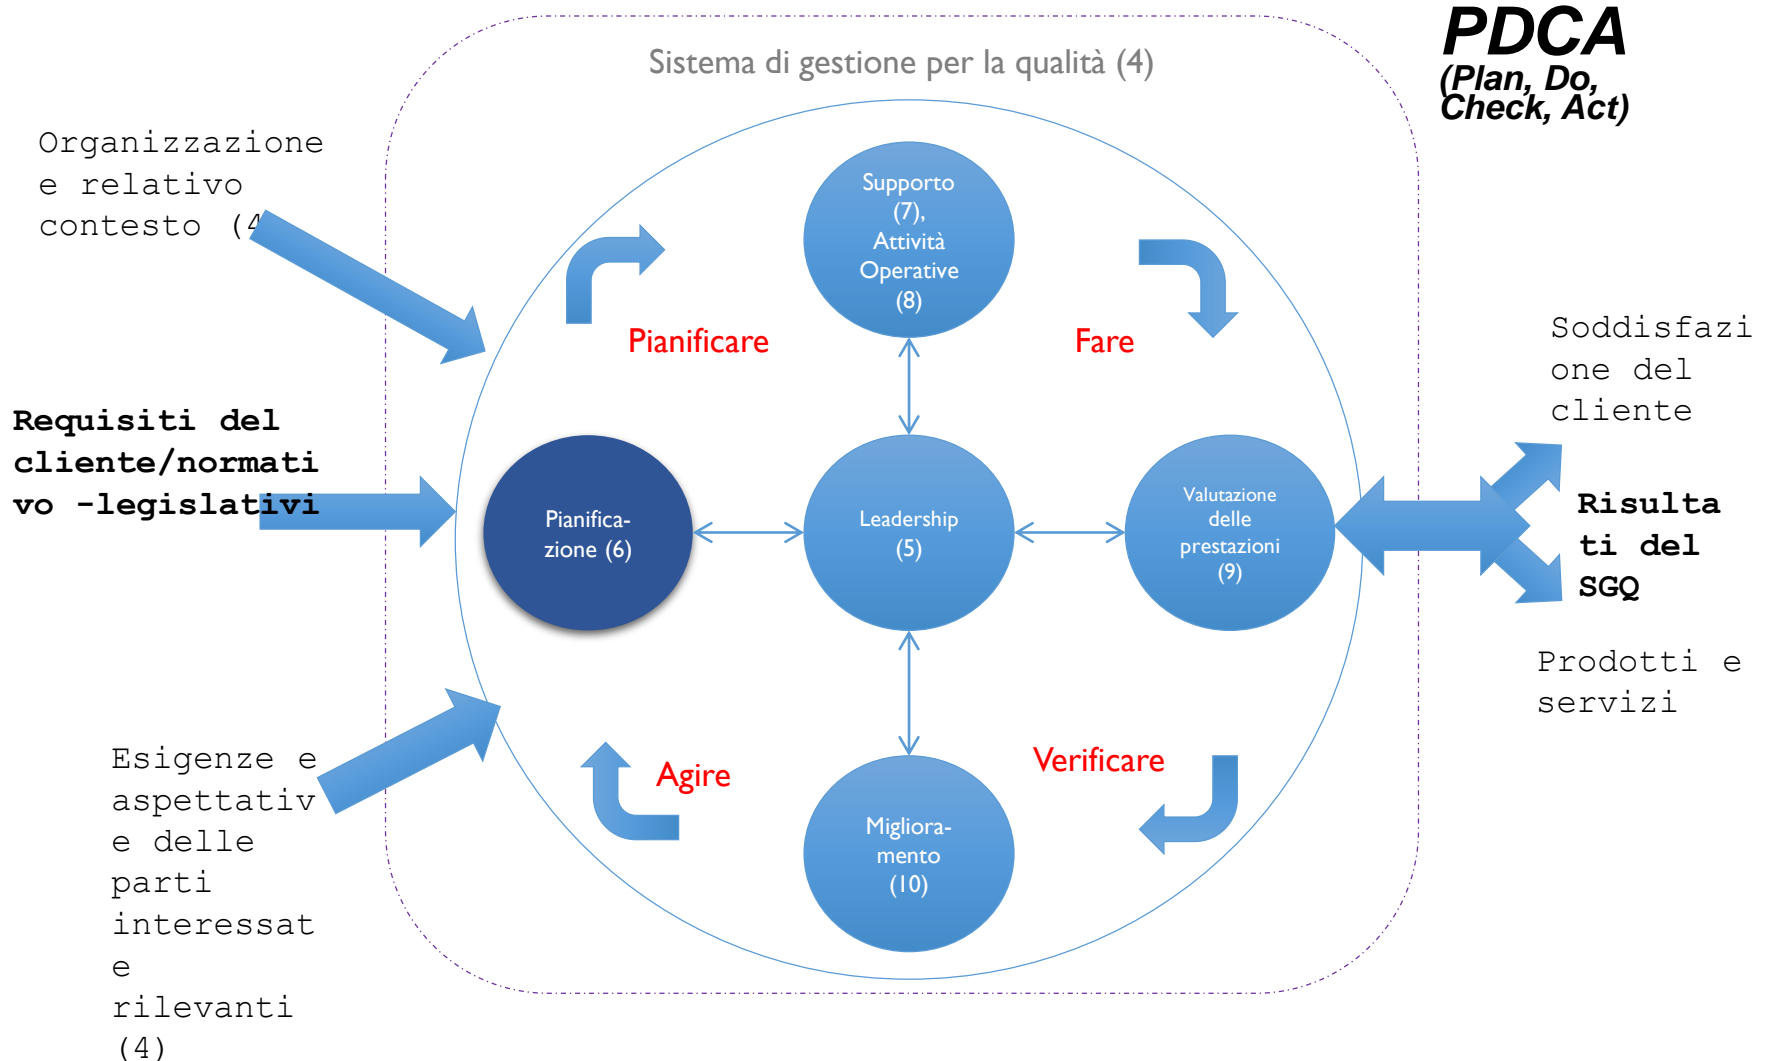 PDCA
(Plan, Do,
Check, Act)
Sistema di gestione per la qualità (4)
Organizzazione
e relativo
contesto (4
Requisiti del
cliente/normati
vo -legislativi
Esigenze e
aspettativ
e delle
parti
interessat
e
rilevanti
(4)
Pianificare
Supporto
(7),
Attività
Operative
(8)
Fare
Pianifica-
zione (6)
Leadership
(5)
Valutazione
delle
prestazioni
(9)
Agire
Migliora-
mento
(10)
Verificare
Soddisfazi
one del
cliente
Risulta
ti del
SGQ
Prodotti e
servizi